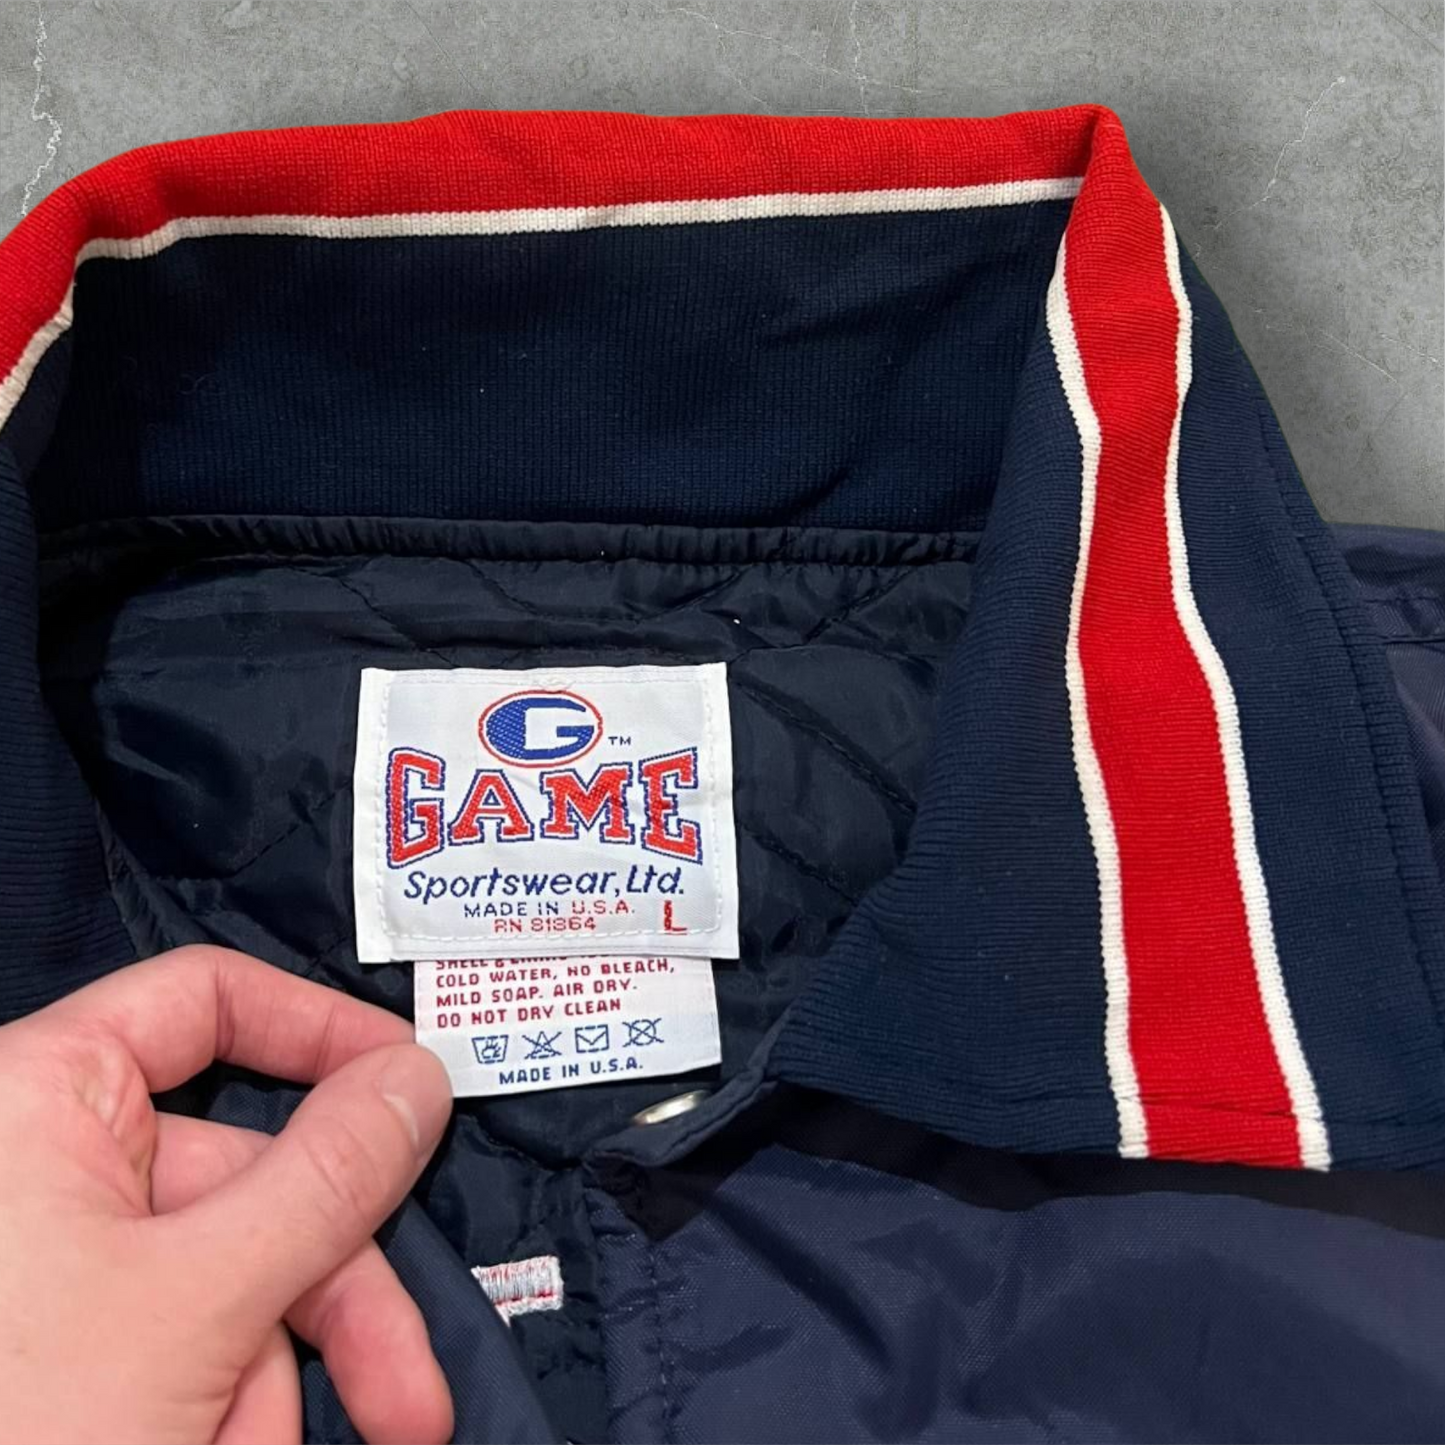 G ™
GAME
Sportswear, Ltd.
MADE IN U.S.A.
RN 81364 L
SHELL &
COLD WATER, NO BLEACH,
MILD SOAP. AIR DRY.
DO NOT DRY CLEAN
MADE IN U.S.A.